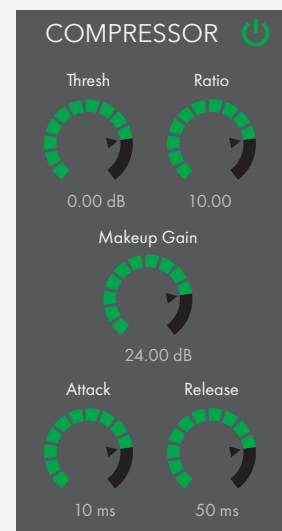 COMPRESSOR
Thresh Ratio
0.00 dB 10.00
Makeup Gain
24.00 dB
Attack Release
10 ms 50 ms